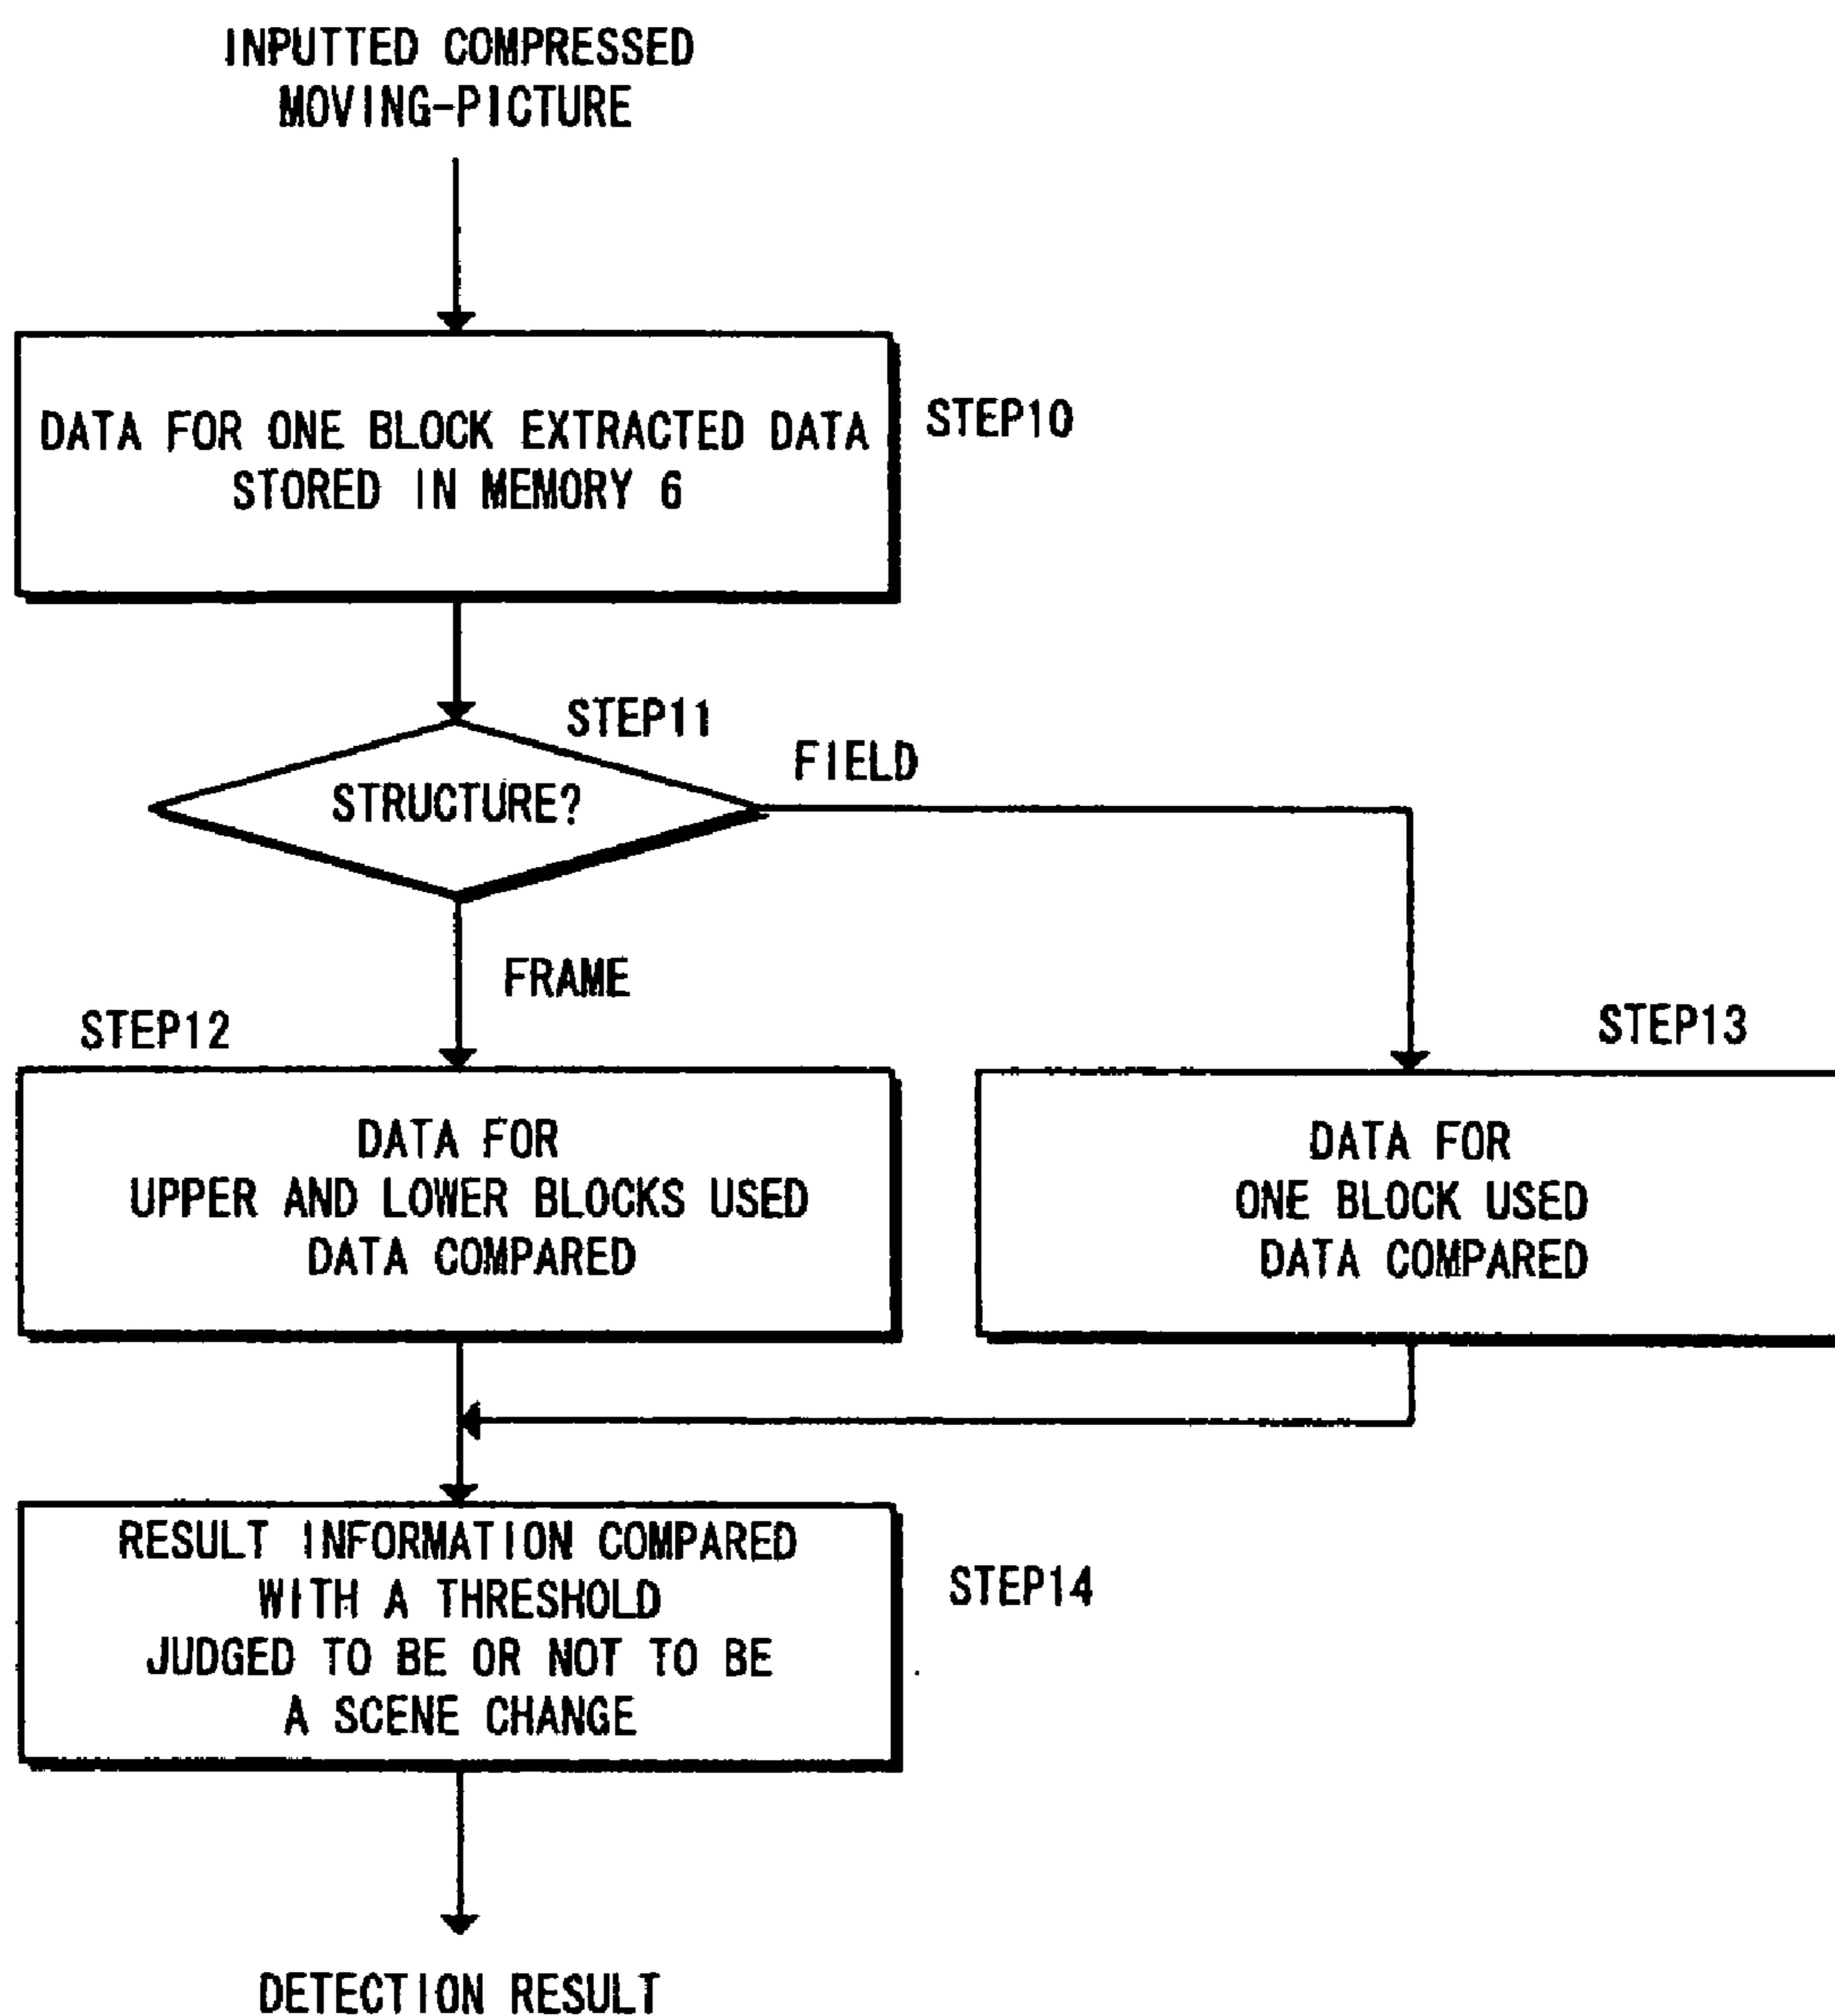 INPUTTED COMPRESSED
MOVING-PICTURE
DATA FOR ONE BLOCK EXTRACTED DATA
STORED IN MEMORY 6
STEP10
STEP11
STRUCTURE?
FIELD
FRAME
STEP12
DATA FOR
UPPER AND LOWER BLOCKS USED
DATA COMPARED
STEP13
DATA FOR
ONE BLOCK USED
DATA COMPARED
RESULT INFORMATION COMPARED
WITH A THRESHOLD
JUDGED TO BE OR NOT TO BE
A SCENE CHANGE
STEP14
DETECTION RESULT